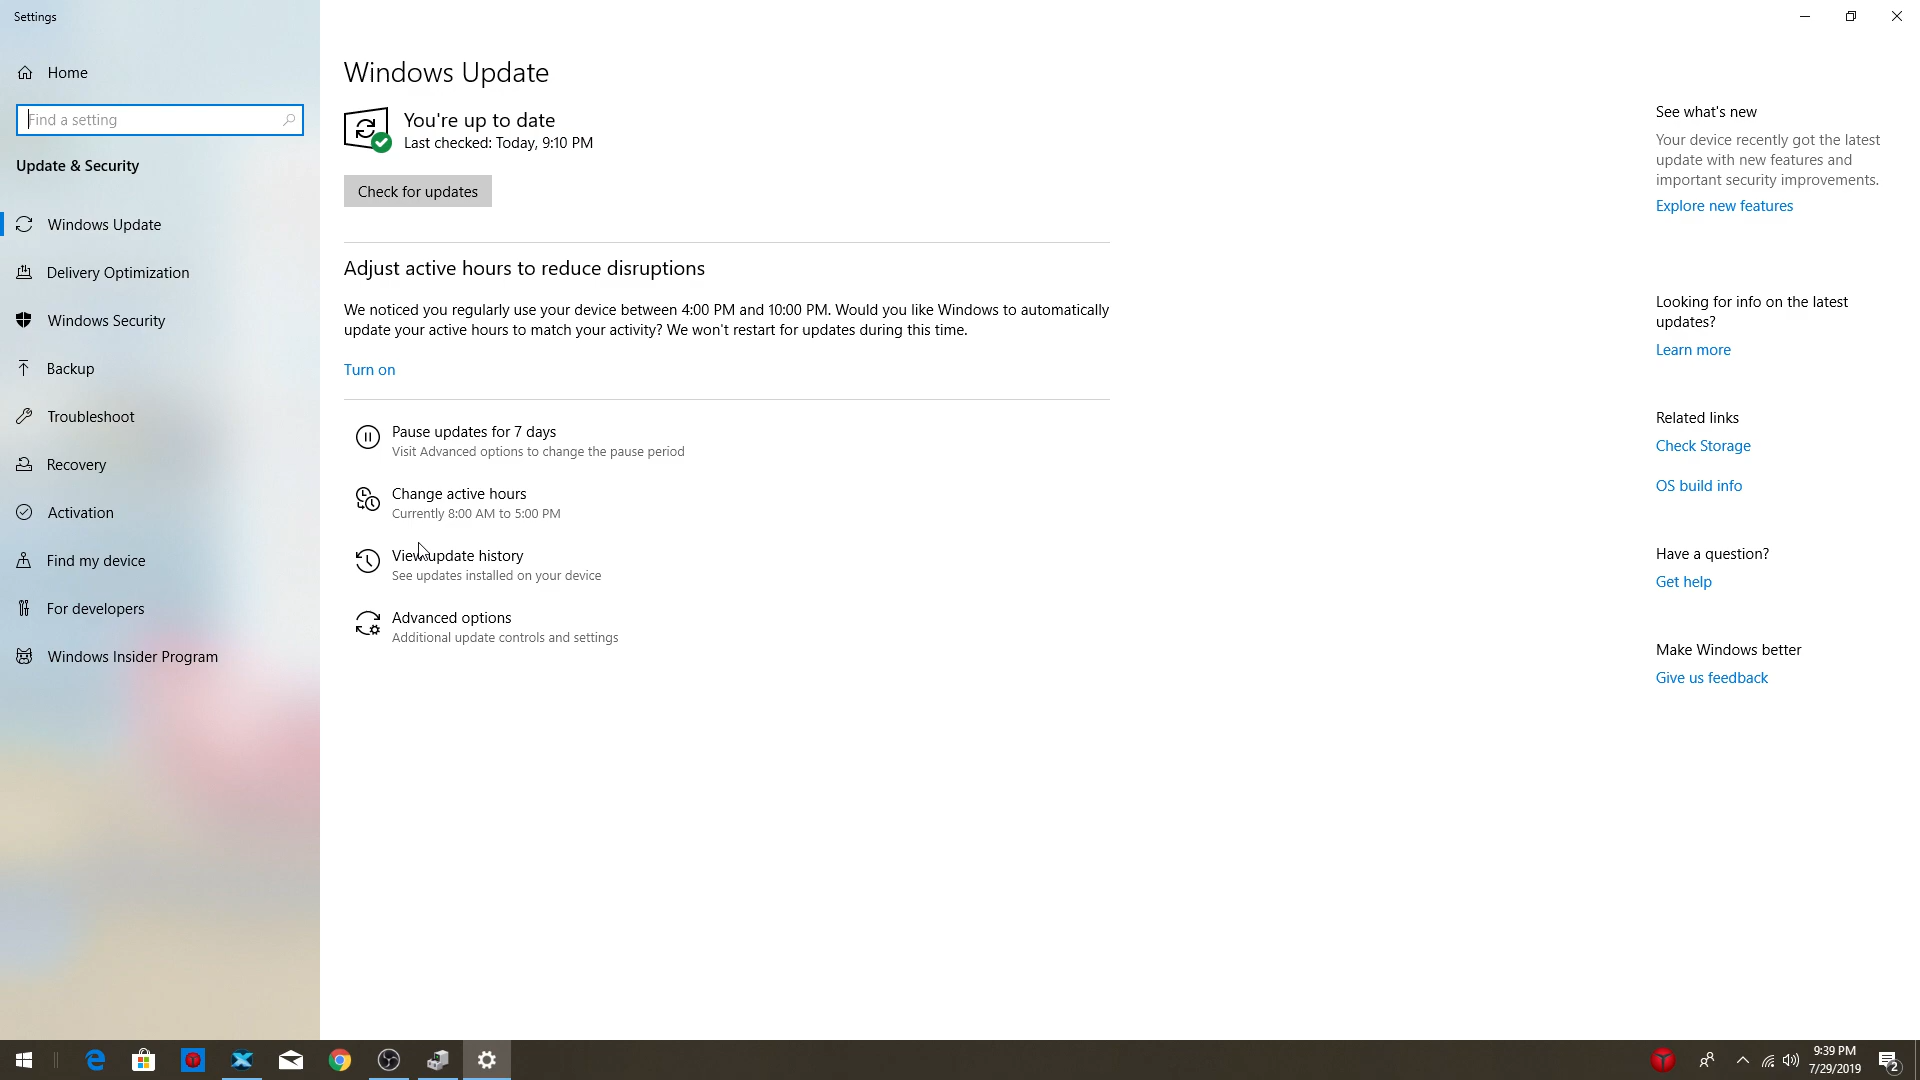 Settings
Home
Find a setting
Update & Security
Windows Update
Delivery Optimization
Windows Security
Backup
Troubleshoot
Recovery
Activation
Find my device
For developers
Windows Insider Program
Windows Update
You're up to date
Last checked: Today, 9:10 PM
Check for updates
Adjust active hours to reduce disruptions
We noticed you regularly use your device between 4:00 PM and 10:00 PM. Would you like Windows to automatically
update your active hours to match your activity? We won't restart for updates during this time.
Turn on
Pause updates for 7 days
Visit Advanced options to change the pause period
Change active hours
Currently 8:00 AM to 5:00 PM
View update history
See updates installed on your device
Advanced options
Additional update controls and settings
See what's new
Your device recently got the latest
update with new features and
important security improvements.
Explore new features
Looking for info on the latest
updates?
Learn more
Related links
Check Storage
OS build info
Have a question?
Get help
Make Windows better
Give us feedback
9:39 PM
7/29/2019
2